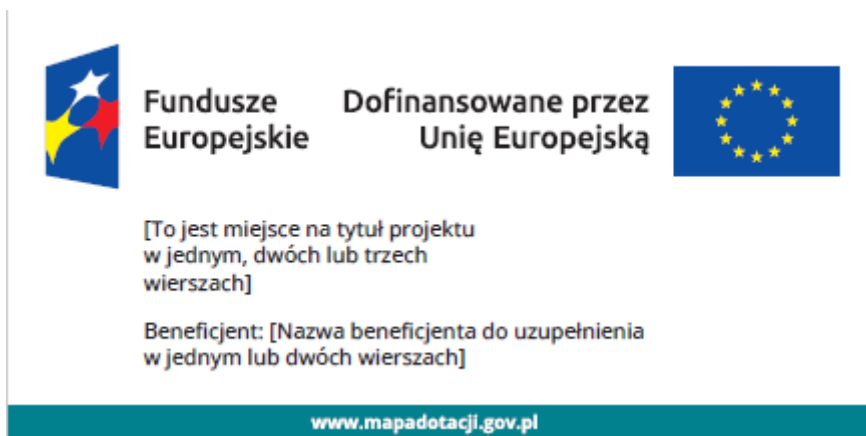 Fundusze
Europejskie
Dofinansowane przez
Unię Europejską
[To jest miejsce na tytuł projektu
w jednym, dwóch lub trzech
wierszach]
Beneficjent: [Nazwa beneficjenta do uzupełnienia
w jednym lub dwóch wierszach]
www.mapadotacji.gov.pl